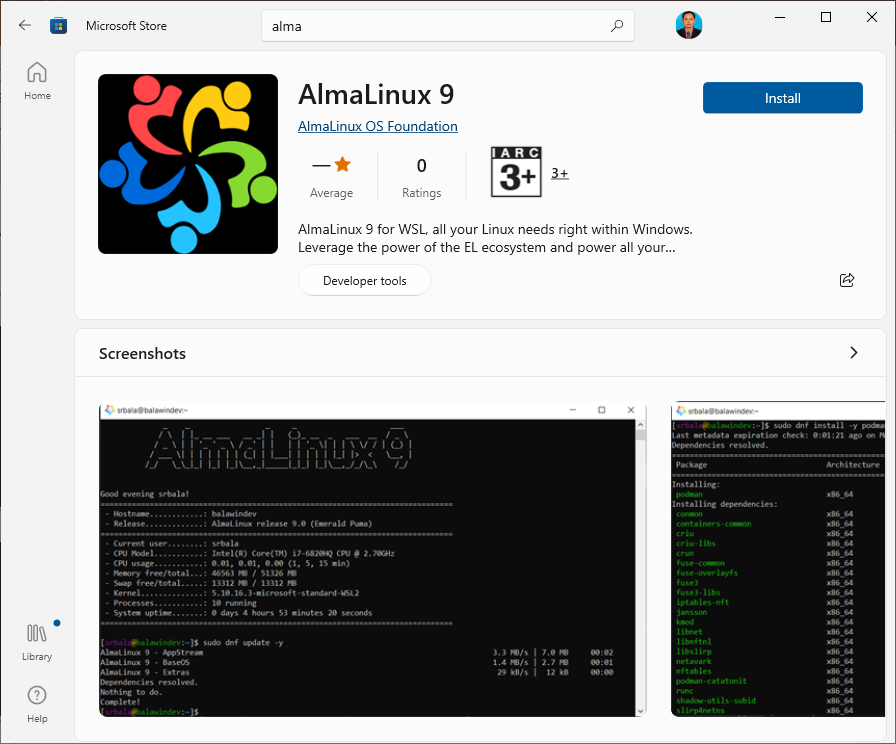 Microsoft Store
alma
Home
AlmaLinux 9
Install
AlmaLinux OS Foundation
—
Average
0
Ratings
IARC
3+
3+
AlmaLinux 9 for WSL, all your Linux needs right within Windows.
Leverage the power of the EL ecosystem and power all your...
Developer tools
Screenshots
srbala@balawindev:~
AlmaLinux 9
Good evening srbala!
- Hostname............: balawindev
- Release.............: AlmaLinux release 9.0 (Emerald Puma)
- Current user........: srbala
- CPU Model...........: Intel(R) Core(TM) i7-6820HQ CPU @ 2.70GHz
- CPU usage...........: 0.01, 0.01, 0.00 (1, 5, 15 min)
- Memory free/total...: 46563 MB / 51326 MB
- Swap free/total.....: 13312 MB / 13312 MB
- Kernel..............: 5.10.16.3-microsoft-standard-WSL2
- Processes...........: 10 running
- System uptime.......: 0 days 4 hours 53 minutes 20 seconds
[srbala@balawindev:~]$ sudo dnf update -y
AlmaLinux 9 - AppStream 3.3 MB/s | 7.0 MB 00:02
AlmaLinux 9 - BaseOS 1.4 MB/s | 2.7 MB 00:01
AlmaLinux 9 - Extras 29 kB/s | 12 kB 00:00
Dependencies resolved.
Nothing to do.
Complete!
[srbala@balawindev:~]$
srbala@balawindev:~
[srbala@balawindev:~]$ sudo dnf install -y podma
Last metadata expiration check: 0:01:21 ago on M
Dependencies resolved.
Package Architecture
Installing:
podman x86_64
Installing dependencies:
conmon x86_64
containers-common x86_64
criu x86_64
criu-libs x86_64
crun x86_64
fuse-common x86_64
fuse-overlayfs x86_64
fuse3 x86_64
fuse3-libs x86_64
iptables-nft x86_64
jansson x86_64
kmod x86_64
libnet x86_64
libnftnl x86_64
libslirp x86_64
netavark x86_64
nftables x86_64
podman-catatonit x86_64
runc x86_64
shadow-utils-subid x86_64
slirp4netns x86_64
Library
Help